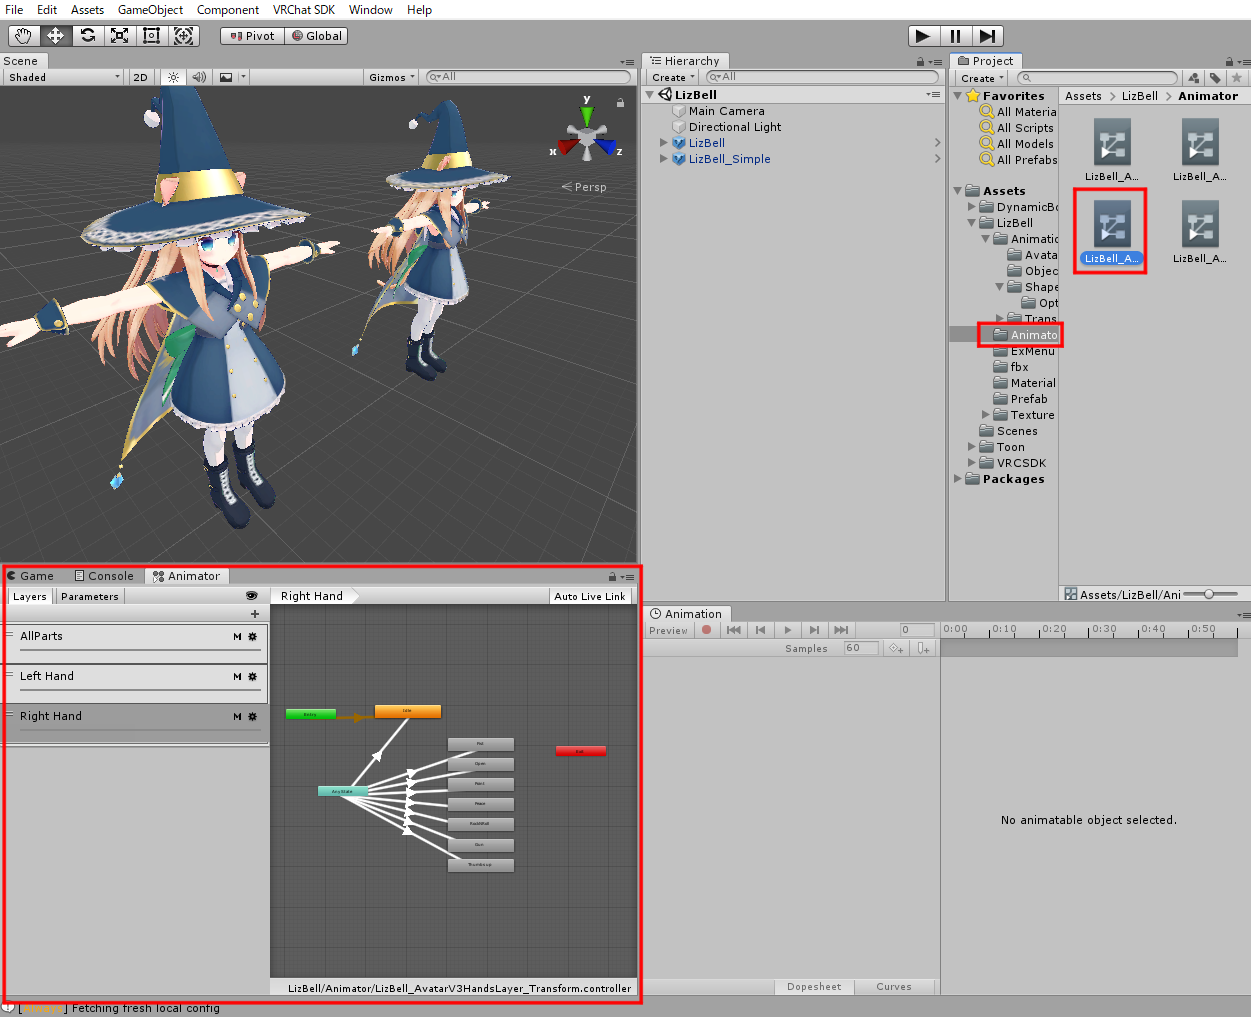 File Edit Assets GameObject Component VRChat SDK Window Help
Pivot Global
Scene
Shaded 2D Gizmos All
y
x z
Persp
Hierarchy
Create All
LizBell
Main Camera
Directional Light
LizBell
LizBell_Simple
Project
Create
Favorites
All Materia
All Scripts
All Models
All Prefabs
Assets
DynamicBo
LizBell
Animatio
Avata
Objec
Shape
Opt
Trans
Animato
ExMenu
fbx
Material
Prefab
Texture
Scenes
Toon
VRCSDK
Packages
Assets > LizBell > Animator
LizBell_A... LizBell_A...
LizBell_A... LizBell_A...
Assets/LizBell/Ani
Game Console Animator
Layers Parameters
Right Hand Auto Live Link
+
AllParts M
Left Hand M
Right Hand M
Entry
Idle
Any State
Fist
Open
Point
Peace
RockNRoll
Gun
Thumbs up
Exit
LizBell/Animator/LizBell_AvatarV3HandsLayer_Transform.controller
Animation
Preview 0
Samples 60
0:00 0:10 0:20 0:30 0:40 0:50
No animatable object selected.
Dopesheet Curves
Fetching fresh local config